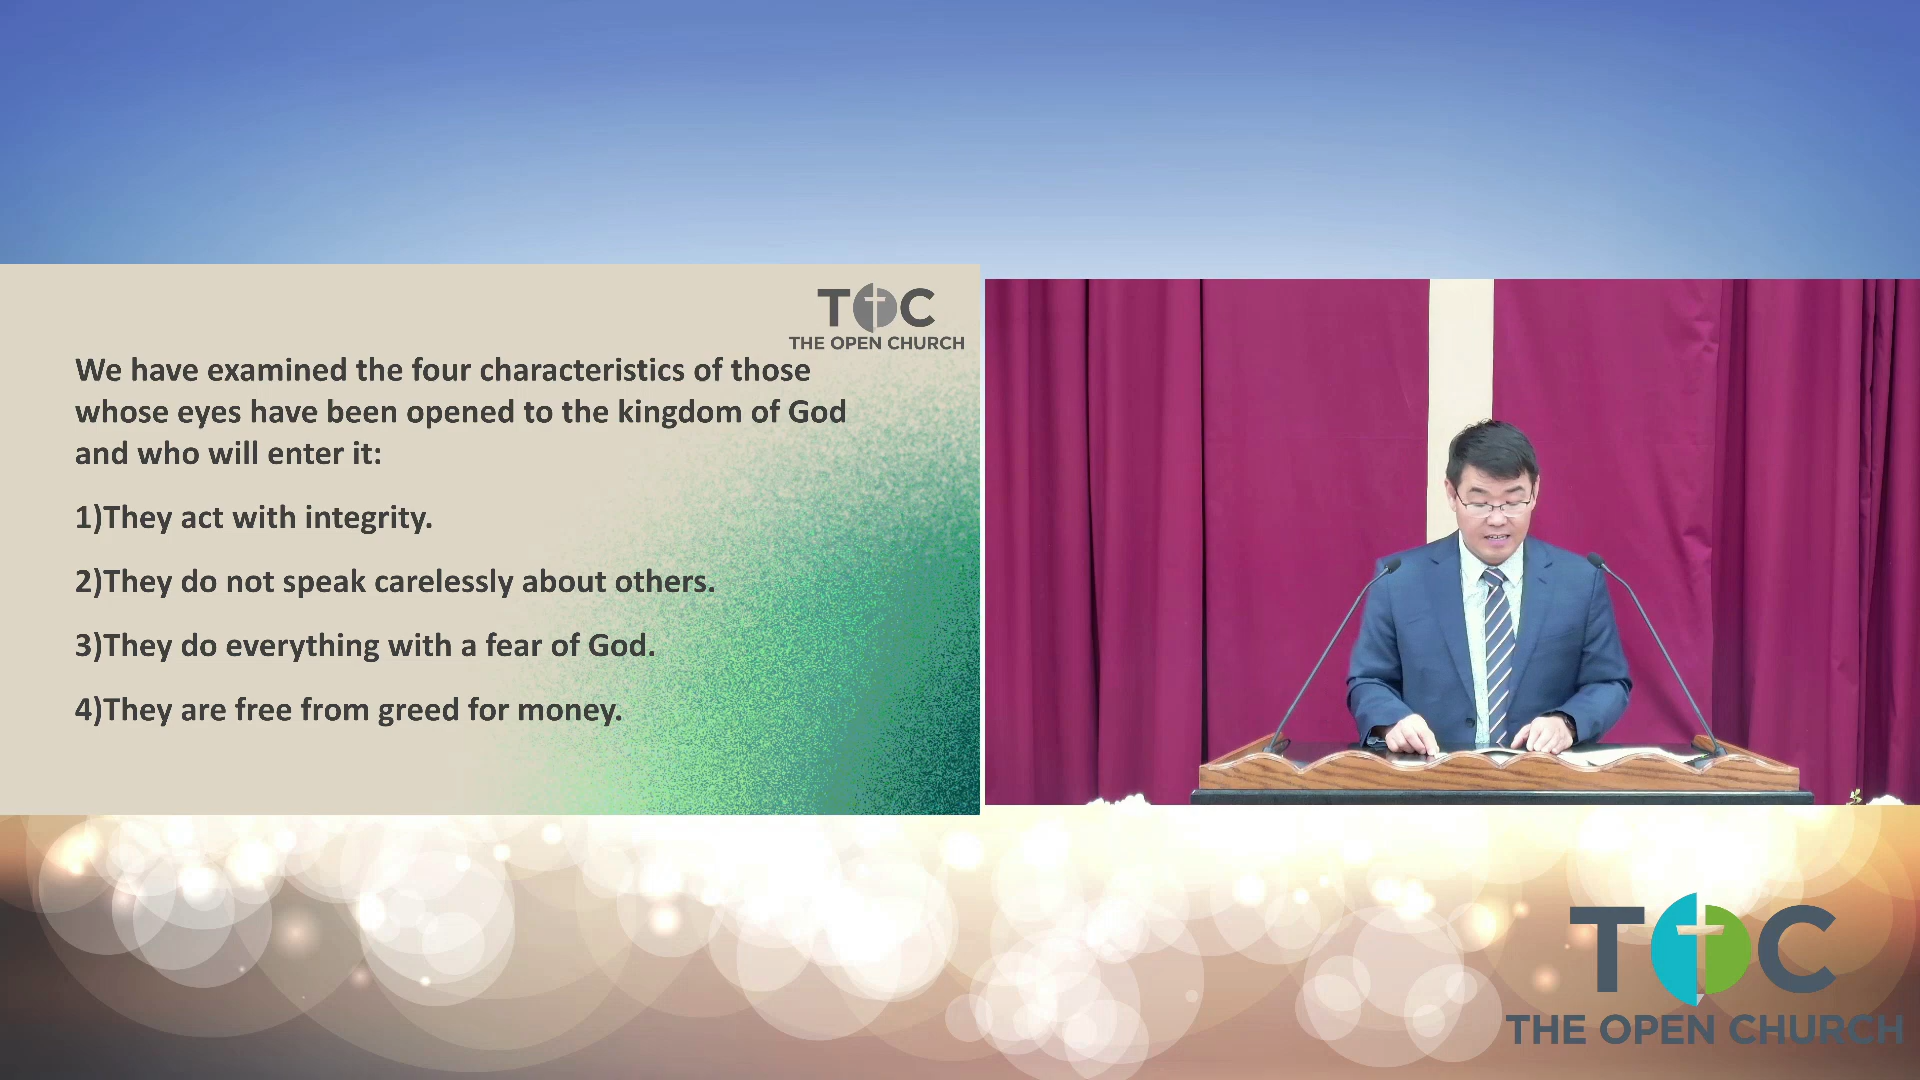 TOC
THE OPEN CHURCH
We have examined the four characteristics of those
whose eyes have been opened to the kingdom of God
and who will enter it:
1)They act with integrity.
2)They do not speak carelessly about others.
3)They do everything with a fear of God.
4)They are free from greed for money.
TOC
THE OPEN CHURCH